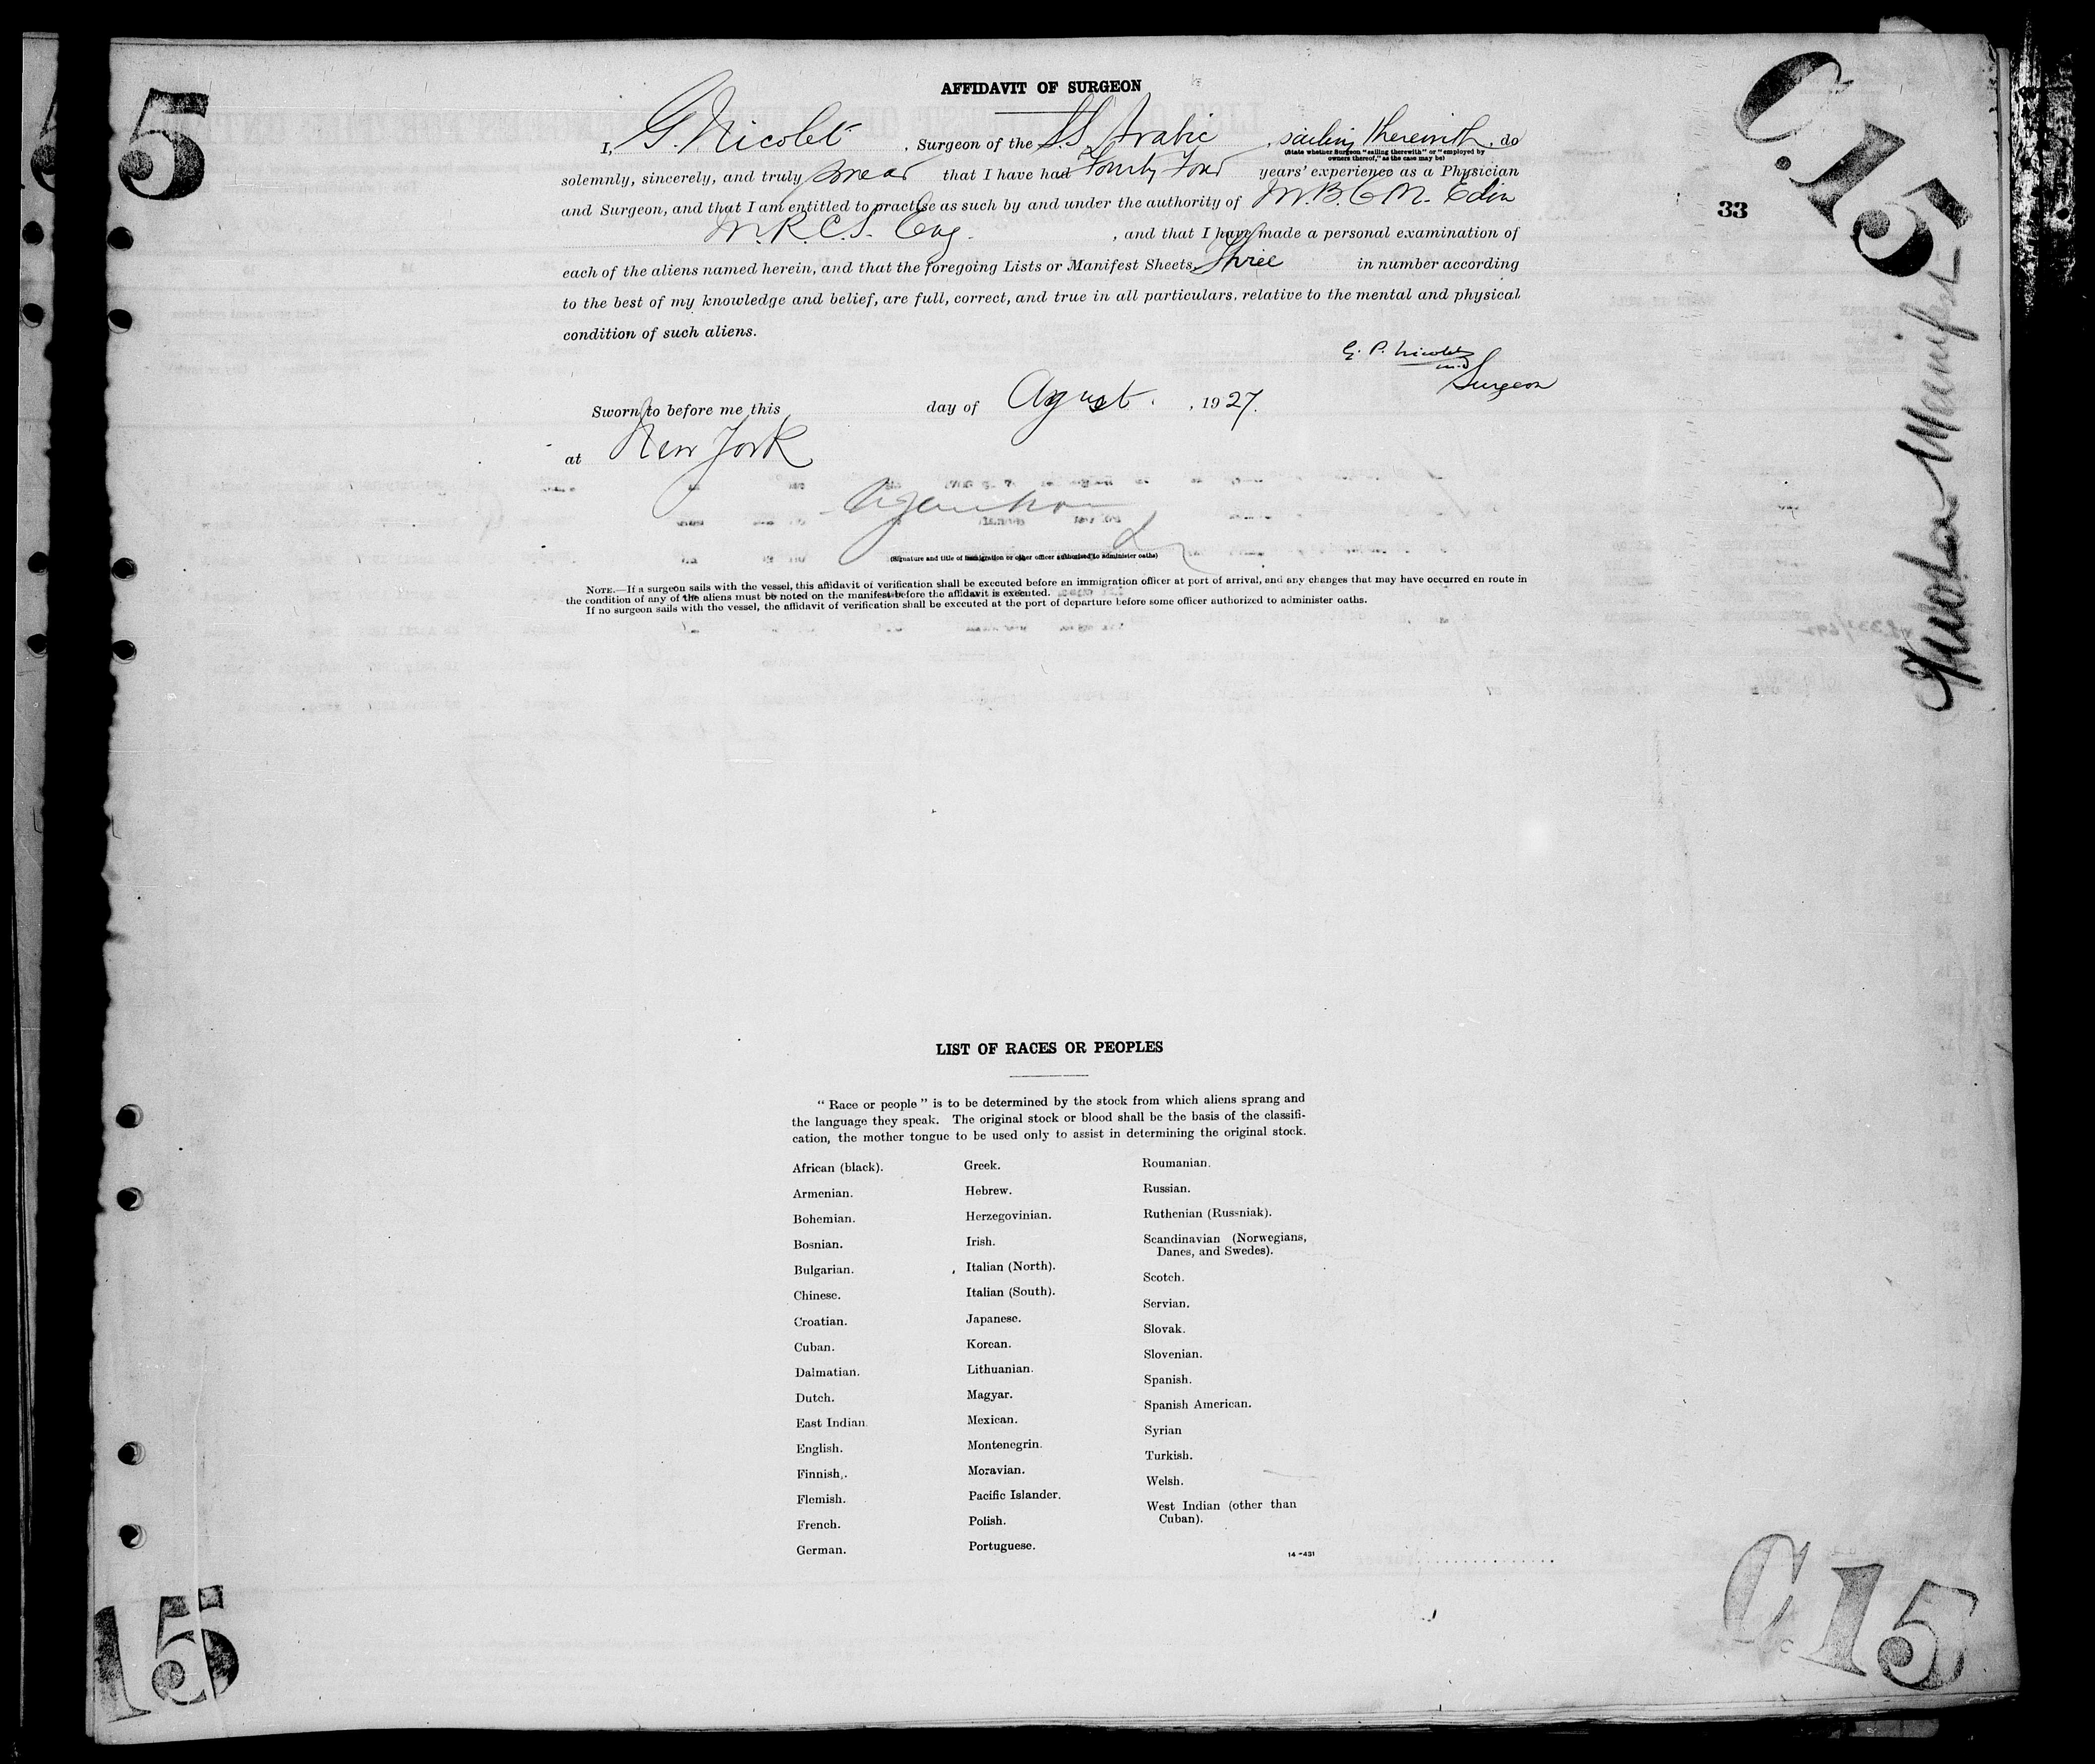 5
C.15
AFFIDAVIT OF SURGEON
I, G. Nicolet, Surgeon of the S.S. Arabic, sailing therewith, do
(State whether Surgeon "sailing therewith" or "employed by
owners thereof," as the case may be)
solemnly, sincerely, and truly swear that I have had Fourty Four years' experience as a Physician
and Surgeon, and that I am entitled to practise as such by and under the authority of M.B.C.M. Edin
M.R.C.S. Eng., and that I have made a personal examination of
33
each of the aliens named herein, and that the foregoing Lists or Manifest Sheets, Three in number according
to the best of my knowledge and belief, are full, correct, and true in all particulars, relative to the mental and physical
condition of such aliens.
G. P. Nicolet
M.D
Surgeon
Sworn to before me this day of August, 1927.
at New York
(Signature and title of immigration or other officer authorized to administer oaths)
NOTE.—If a surgeon sails with the vessel, this affidavit of verification shall be executed before an immigration officer at port of arrival, and any changes that may have occurred en route in
the condition of any of the aliens must be noted on the manifest before the affidavit is executed.
If no surgeon sails with the vessel, the affidavit of verification shall be executed at the port of departure before some officer authorized to administer oaths.
Manifest
LIST OF RACES OR PEOPLES
"Race or people" is to be determined by the stock from which aliens sprang and
the language they speak. The original stock or blood shall be the basis of the classifi-
cation, the mother tongue to be used only to assist in determining the original stock.
African (black).
Armenian.
Bohemian.
Bosnian.
Bulgarian.
Chinese.
Croatian.
Cuban.
Dalmatian.
Dutch.
East Indian
English.
Finnish.
Flemish.
French.
German.
Greek.
Hebrew.
Herzegovinian.
Irish.
Italian (North).
Italian (South).
Japanese.
Korean.
Lithuanian.
Magyar.
Mexican.
Montenegrin.
Moravian.
Pacific Islander.
Polish.
Portuguese.
Roumanian.
Russian.
Ruthenian (Russniak).
Scandinavian (Norwegians,
Danes, and Swedes).
Scotch.
Servian.
Slovak.
Slovenian.
Spanish.
Spanish American.
Syrian
Turkish.
Welsh.
West Indian (other than
Cuban).
14-431
15
C.15